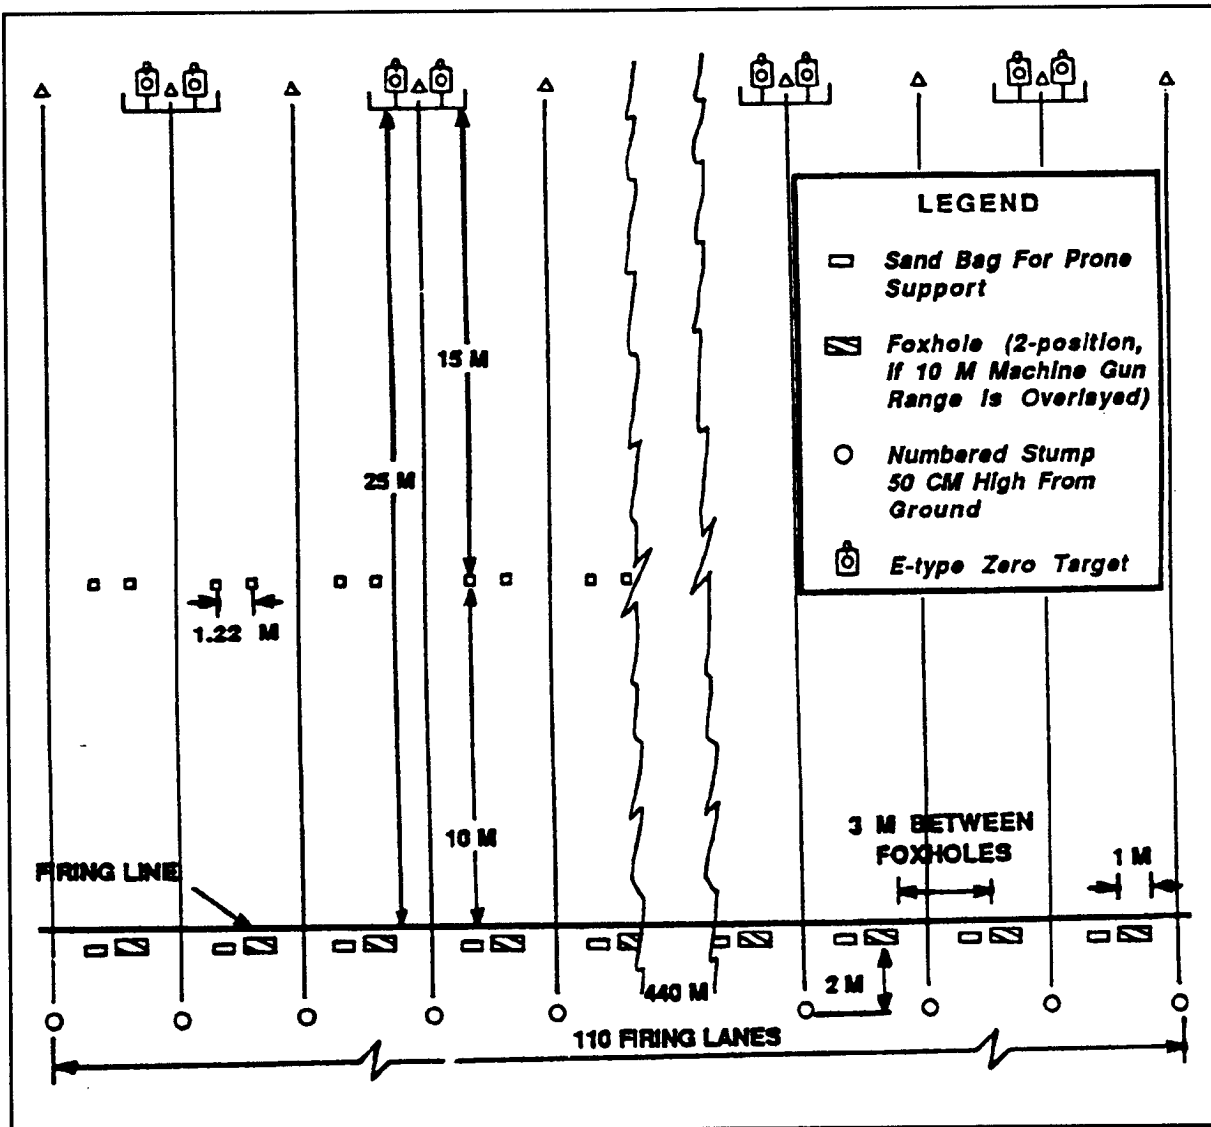 LEGEND
Sand Bag For Prone
Support
Foxhole (2-position,
If 10 M Machine Gun
Range is Overlayed)
Numbered Stump
50 CM High From
Ground
E-type Zero Target
15 M
25 M
1.22 M
10 M
3 M BETWEEN
FOXHOLES
1 M
FIRING LINE
2 M
440 M
110 FIRING LANES